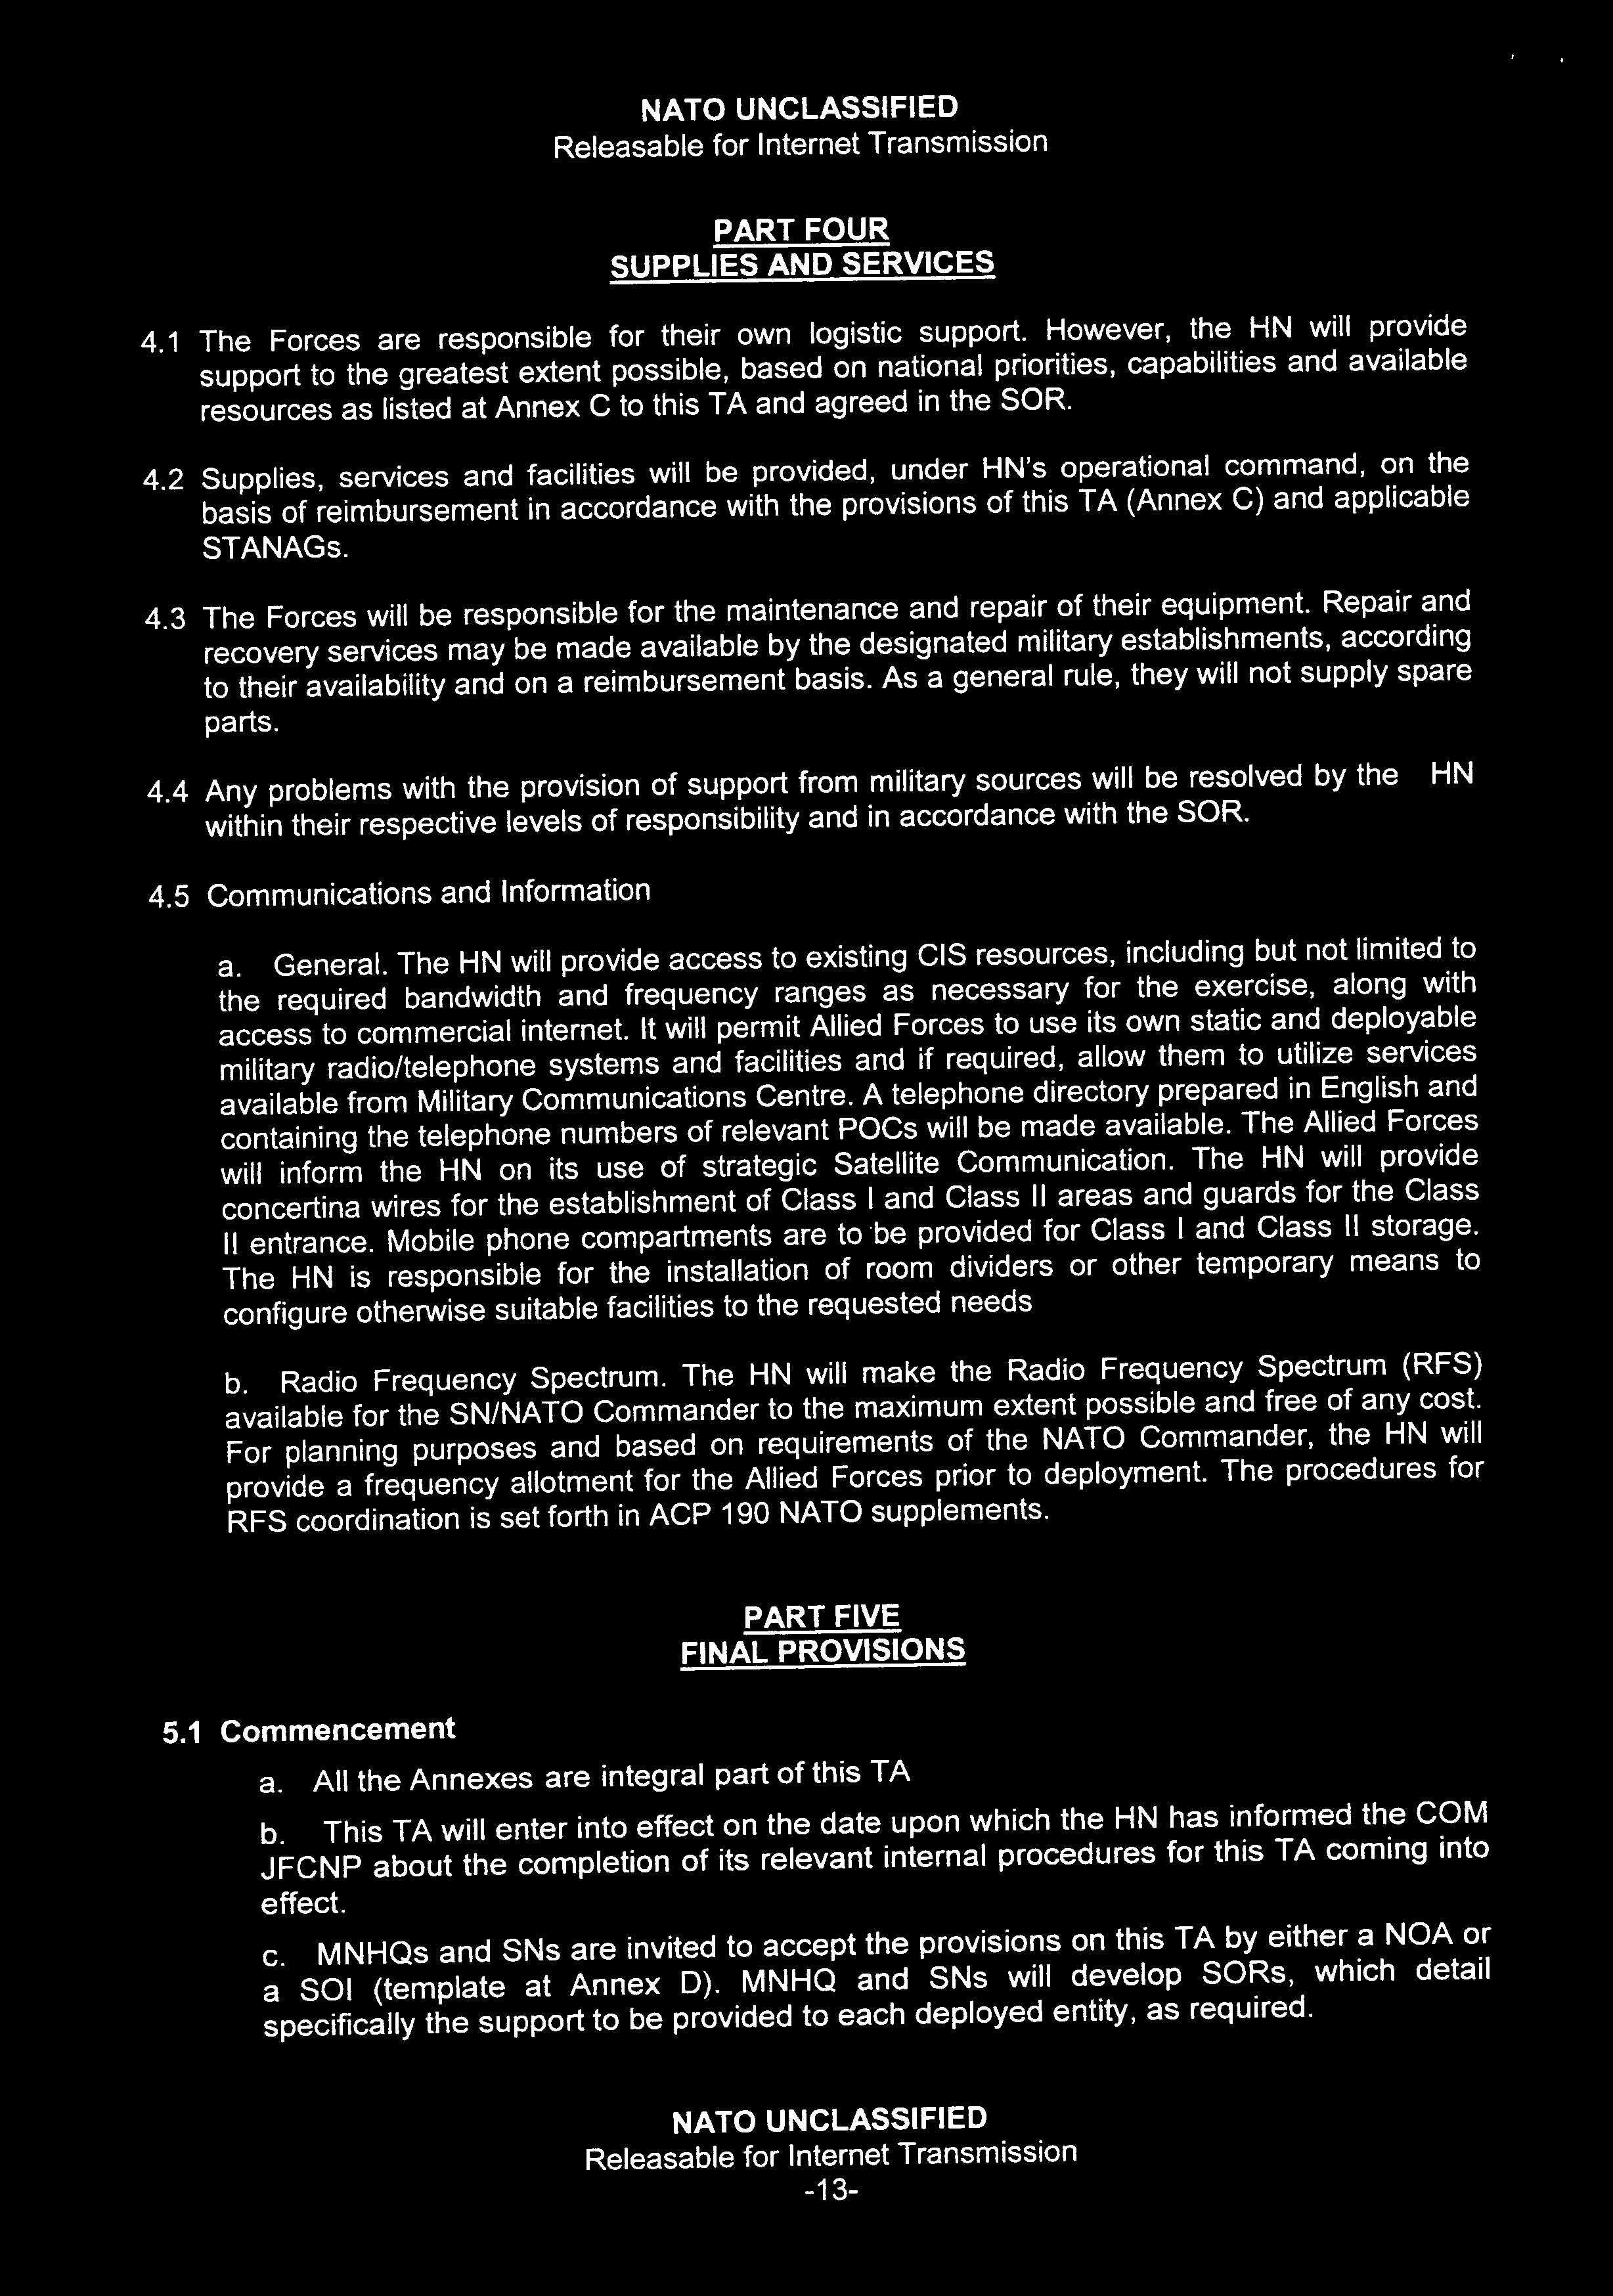 NATO UNCLASSIFIED
Releasable for Internet Transmission
PART FOUR
SUPPLIES AND SERVICES
4.1 The Forces are responsible for their own logistic support. However, the HN will provide
support to the greatest extent possible, based on national priorities, capabilities and available
resources as listed at Annex C to this TA and agreed in the SOR.
4.2 Supplies, services and facilities will be provided, under HN's operational command, on the
basis of reimbursement in accordance with the provisions of this TA (Annex C) and applicable
STANAGs.
4.3 The Forces will be responsible for the maintenance and repair of their equipment. Repair and
recovery services may be made available by the designated military establishments, according
to their availability and on a reimbursement basis. As a general rule, they will not supply spare
parts.
4.4 Any problems with the provision of support from military sources will be resolved by the HN
within their respective levels of responsibility and in accordance with the SOR.
4.5 Communications and Information
a. General. The HN will provide access to existing CIS resources, including but not limited to
the required bandwidth and frequency ranges as necessary for the exercise, along with
access to commercial internet. It will permit Allied Forces to use its own static and deployable
military radio/telephone systems and facilities and if required, allow them to utilize services
available from Military Communications Centre. A telephone directory prepared in English and
containing the telephone numbers of relevant POCs will be made available. The Allied Forces
will inform the HN on its use of strategic Satellite Communication. The HN will provide
concertina wires for the establishment of Class I and Class II areas and guards for the Class
II entrance. Mobile phone compartments are to be provided for Class I and Class II storage.
The HN is responsible for the installation of room dividers or other temporary means to
configure otherwise suitable facilities to the requested needs
b. Radio Frequency Spectrum. The HN will make the Radio Frequency Spectrum (RFS)
available for the SN/NATO Commander to the maximum extent possible and free of any cost.
For planning purposes and based on requirements of the NATO Commander, the HN will
provide a frequency allotment for the Allied Forces prior to deployment. The procedures for
RFS coordination is set forth in ACP 190 NATO supplements.
PART FIVE
FINAL PROVISIONS
5.1 Commencement
a. All the Annexes are integral part of this TA
b. This TA will enter into effect on the date upon which the HN has informed the COM
JFCNP about the completion of its relevant internal procedures for this TA coming into
effect.
c. MNHQs and SNs are invited to accept the provisions on this TA by either a NOA or
a SOI (template at Annex D). MNHQ and SNs will develop SORs, which detail
specifically the support to be provided to each deployed entity, as required.
NATO UNCLASSIFIED
Releasable for Internet Transmission
-13-